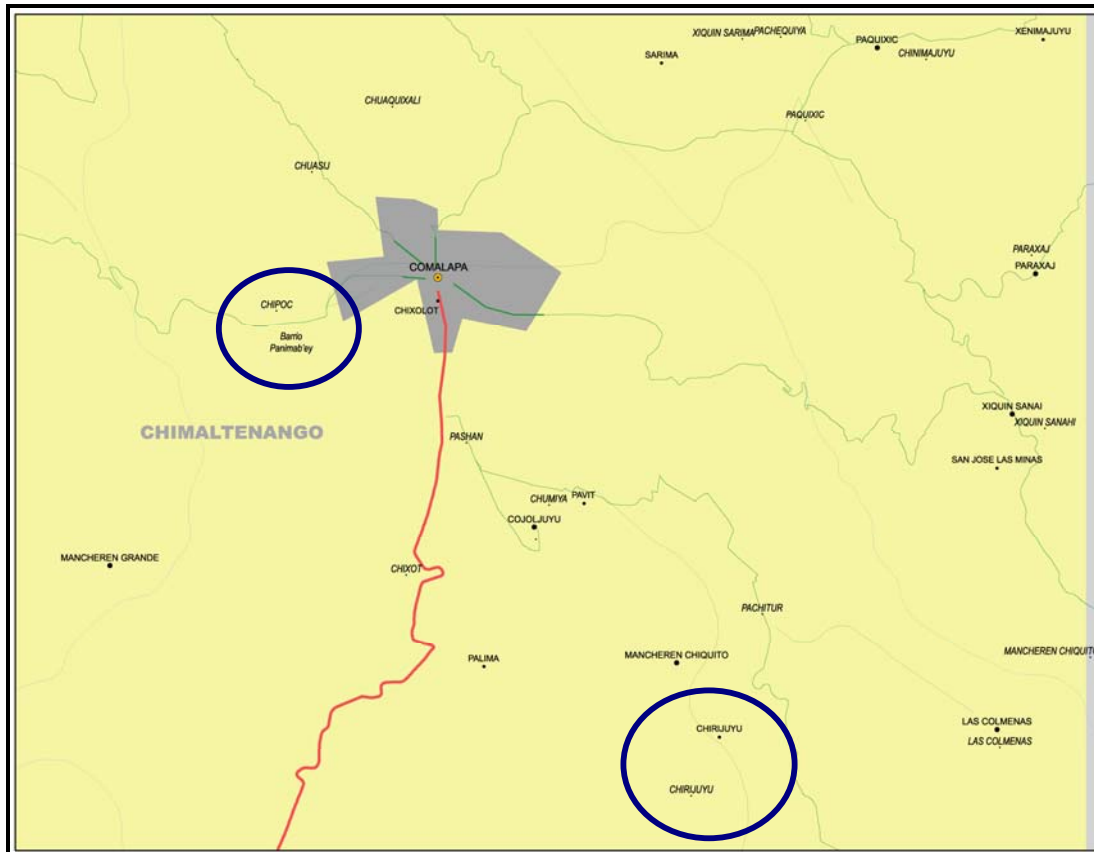 XIQUIN SARIMA
PACHEQUIYA
XENIMAJUYU
PAQUIXIC
SARIMA
CHINIMAJUYU
CHUAQUIXALI
PAQUIXIC
CHUASU
PARAXAJ
COMALAPA
PARAXAJ
CHIPOC
CHIXOLOT
Barrio
Panimab'ey
XIQUIN SANAI
XIQUIN SANAHI
CHIMALTENANGO
PASHAN
SAN JOSE LAS MINAS
CHUMIYA
PAVIT
COJOLJUYU
MANCHEREN GRANDE
CHIXOT
PACHITUR
MANCHEREN CHIQUITO
PALIMA
MANCHEREN CHIQUITO
LAS COLMENAS
CHIRIJUYU
LAS COLMENAS
CHIRIJUYU